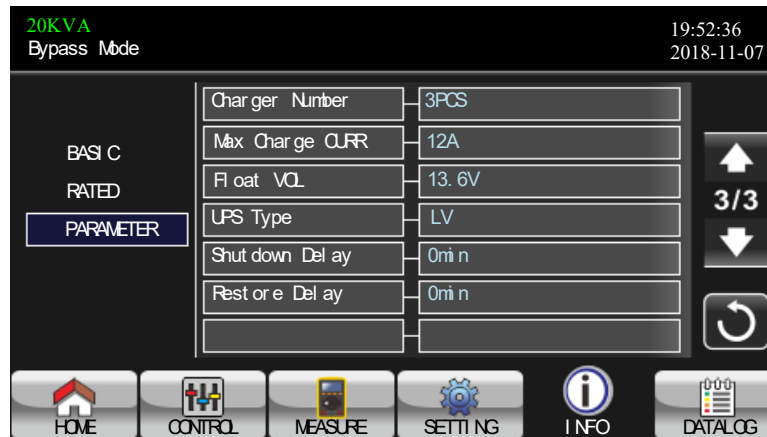 20KVA
Bypass Mode
19:52:36
2018-11-07
BASIC
RATED
PARAMETER
Charger Number 3PCS
Max Charge CURR 12A
Float VOL 13.6V
UPS Type LV
Shutdown Delay 0min
Restore Delay 0min
3/3
HOME CONTROL MEASURE SETTING INFO DATALOG